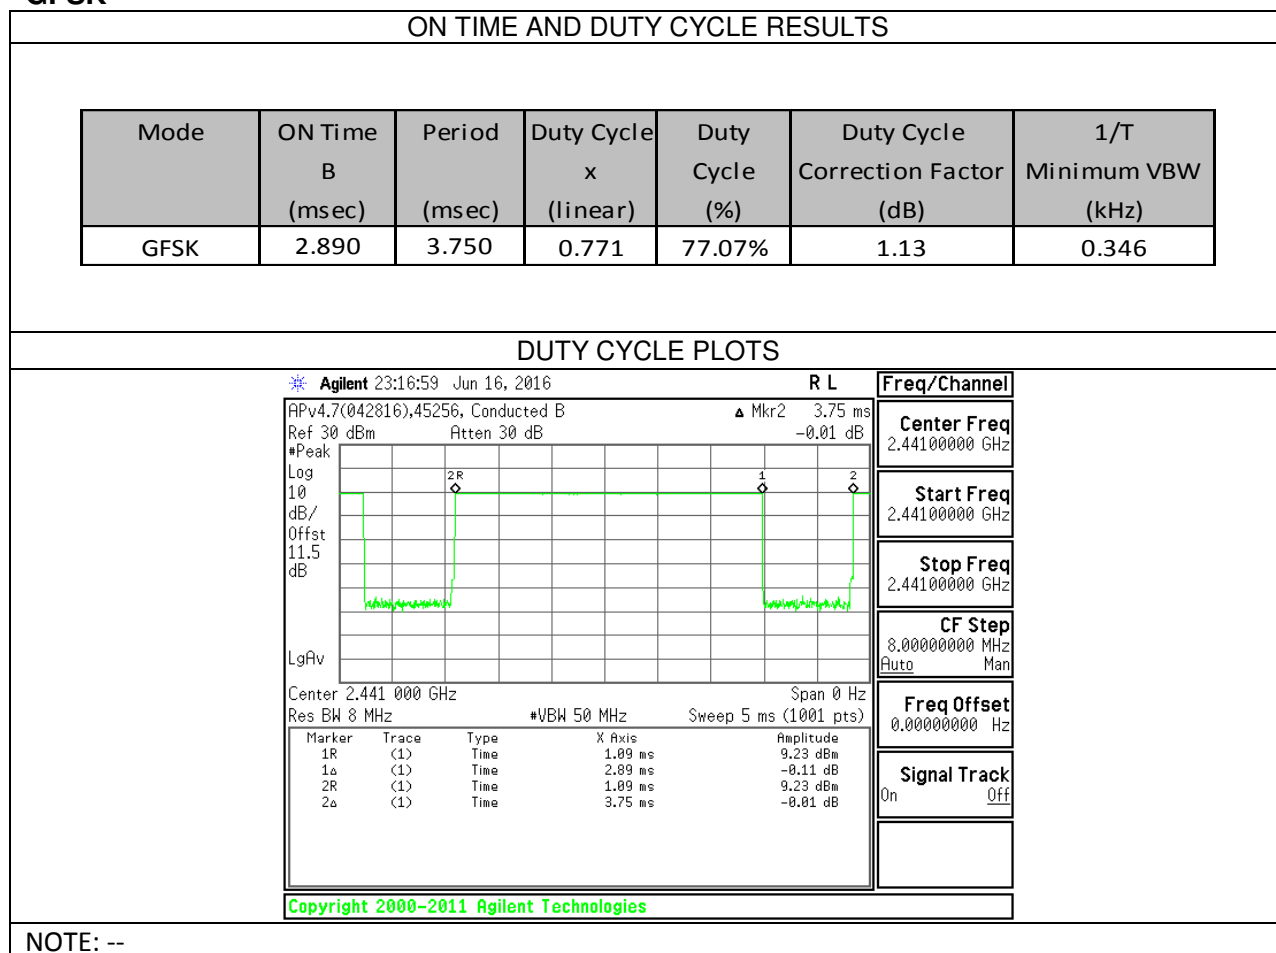 ON TIME AND DUTY CYCLE RESULTS
Mode ON Time Period Duty Cycle Duty Duty Cycle 1/T
B x Cycle Correction Factor Minimum VBW
(msec) (msec) (linear) (%) (dB) (kHz)
GFSK 2.890 3.750 0.771 77.07% 1.13 0.346
DUTY CYCLE PLOTS
Agilent 23:16:59 Jun 16, 2016 R L Freq/Channel
APv4.7(042816),45256, Conducted B Δ Mkr2 3.75 ms
Ref 30 dBm Atten 30 dB -0.01 dB
#Peak
Log
10
dB/
Offst
11.5
dB
LgAv
2R 1 2
Center 2.441 000 GHz Span 0 Hz
Res BW 8 MHz #VBW 50 MHz Sweep 5 ms (1001 pts)
Marker Trace Type X Axis Amplitude
1R (1) Time 1.09 ms 9.23 dBm
1Δ (1) Time 2.89 ms -0.11 dB
2R (1) Time 1.09 ms 9.23 dBm
2Δ (1) Time 3.75 ms -0.01 dB
Center Freq
2.44100000 GHz
Start Freq
2.44100000 GHz
Stop Freq
2.44100000 GHz
CF Step
8.00000000 MHz
Auto Man
Freq Offset
0.00000000 Hz
Signal Track
On Off
Copyright 2000-2011 Agilent Technologies
NOTE: --